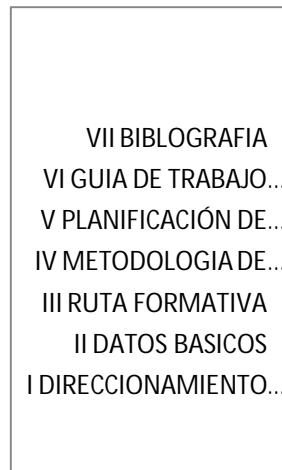 VII BIBLOGRAFIA
VI GUIA DE TRABAJO...
V PLANIFICACIÓN DE...
IV METODOLOGIA DE...
III RUTA FORMATIVA
II DATOS BASICOS
I DIRECCIONAMIENTO...